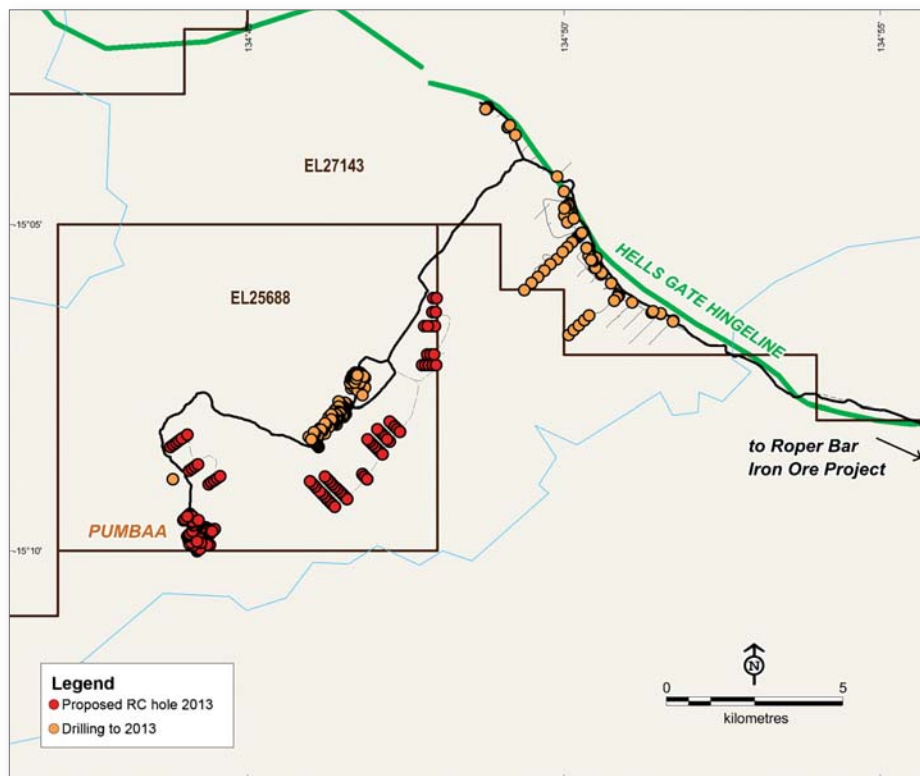 134°50'
134°55'
EL27143
-15°05'
EL25688
HELLS GATE HINGELINE
to Roper Bar
Iron Ore Project
PUMBAA
-15°10'
N
Legend
Proposed RC hole 2013
Drilling to 2013
0 5
kilometres